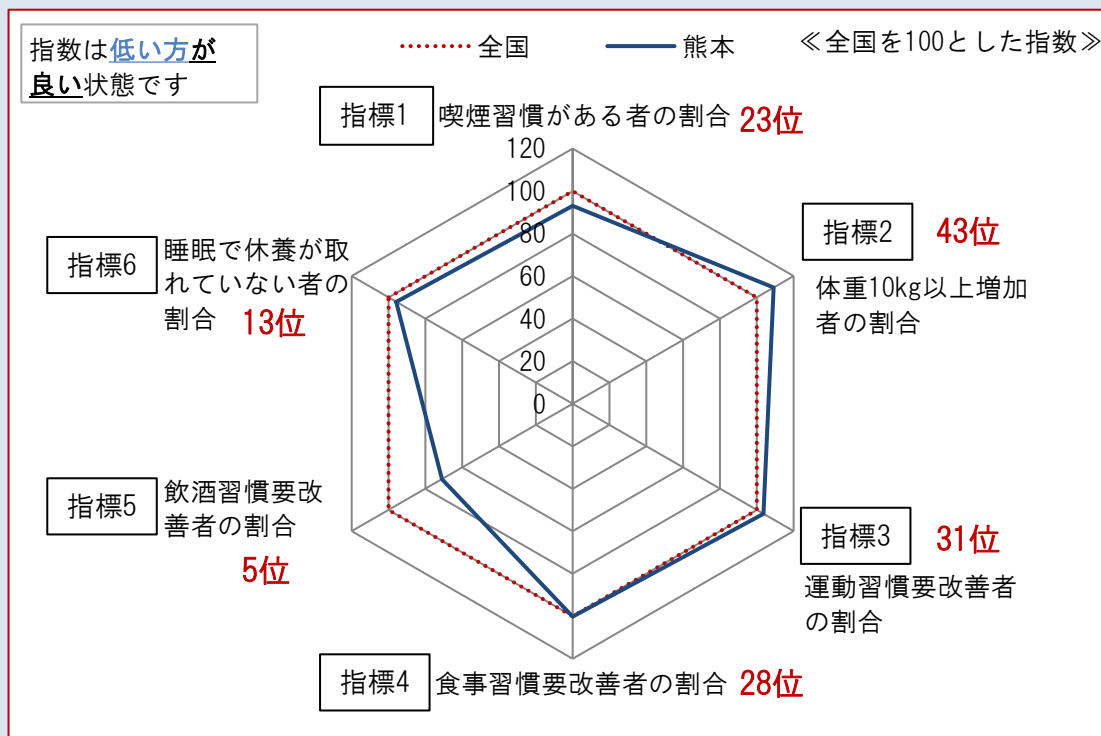 指数は低い方が
良い状態です
全国
熊本
≪全国を100とした指数≫
指標1
喫煙習慣がある者の割合
23位
120
100
80
60
40
20
0
指標2
43位
体重10kg以上増加
者の割合
指標3
31位
運動習慣要改善者
の割合
指標4
食事習慣要改善者の割合
28位
指標5
飲酒習慣要改
善者の割合
5位
指標6
睡眠で休養が取
れていない者の
割合
13位